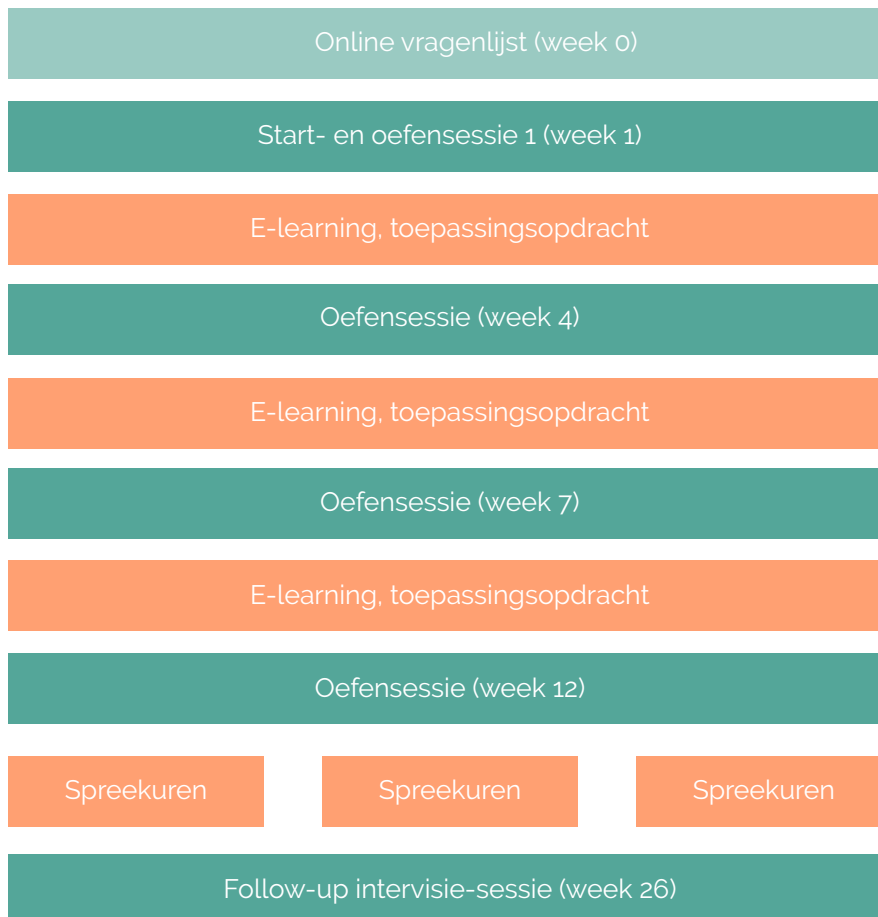 Online vragenlijst (week 0)
Start- en oefensessie 1 (week 1)
E-learning, toepassingsopdracht
Oefensessie (week 4)
E-learning, toepassingsopdracht
Oefensessie (week 7)
E-learning, toepassingsopdracht
Oefensessie (week 12)
Spreekuren
Spreekuren
Spreekuren
Follow-up intervisie-sessie (week 26)